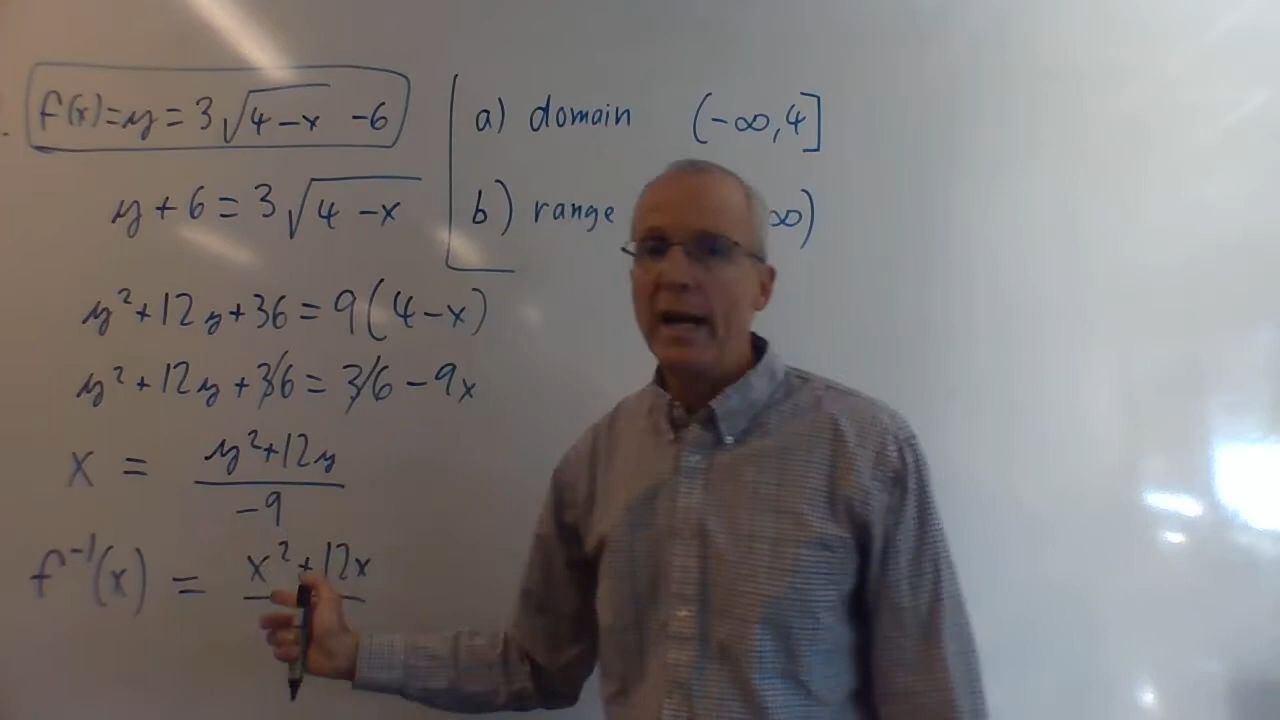 f(x)=y = 3√(4-x) -6
y + 6 = 3√(4-x)
y²+12y+36 = 9(4-x)
y²+12y+36 = 36 - 9x
x = (y²+12y)/-9
f⁻¹(x) = x²+12x
a) domain (-∞,4]
b) range ∞)